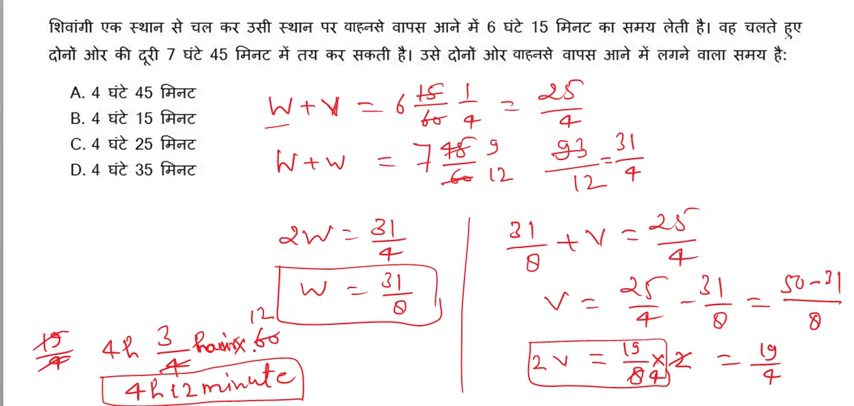 शिवांगी एक स्थान से चल कर उसी स्थान पर वाहनसे वापस आने में 6 घंटे 15 मिनट का समय लेती है। वह चलते हुए
दोनों ओर की दूरी 7 घंटे 45 मिनट में तय कर सकती है। उसे दोनों ओर वाहनसे वापस आने में लगने वाला समय है:
A. 4 घंटे 45 मिनट
B. 4 घंटे 15 मिनट
C. 4 घंटे 25 मिनट
D. 4 घंटे 35 मिनट
W + V = 6 15/60 1/4 = 25/4
W + W = 7 45/60 9/12 93/12 = 31/4
2W = 31/4
W = 31/8
31/8 + V = 25/4
V = 25/4 - 31/8 = 50-31/8
2V = 19/8 4 × 2 = 19/4
19/4 4h 3/4 × 60 12
4h 12 minute